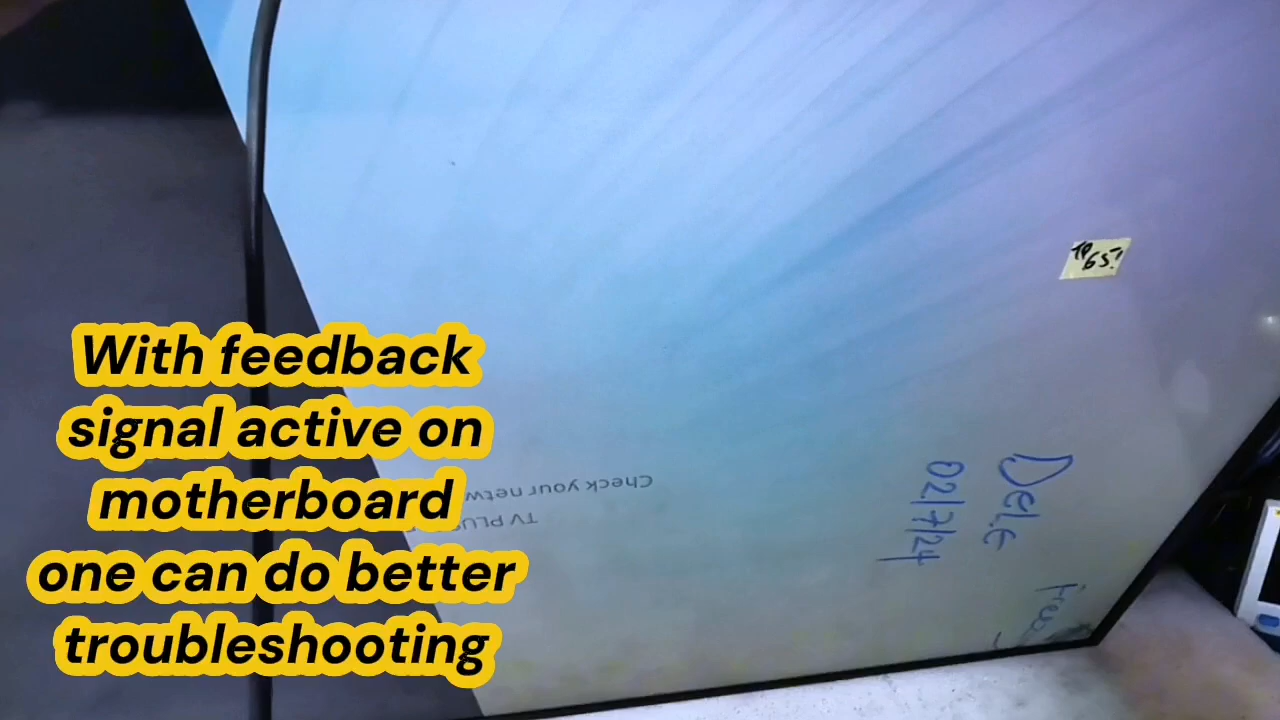 With feedback
signal active on
motherboard
one can do better
troubleshooting
Check your netw
TV PLUS
Dele
02/7/24